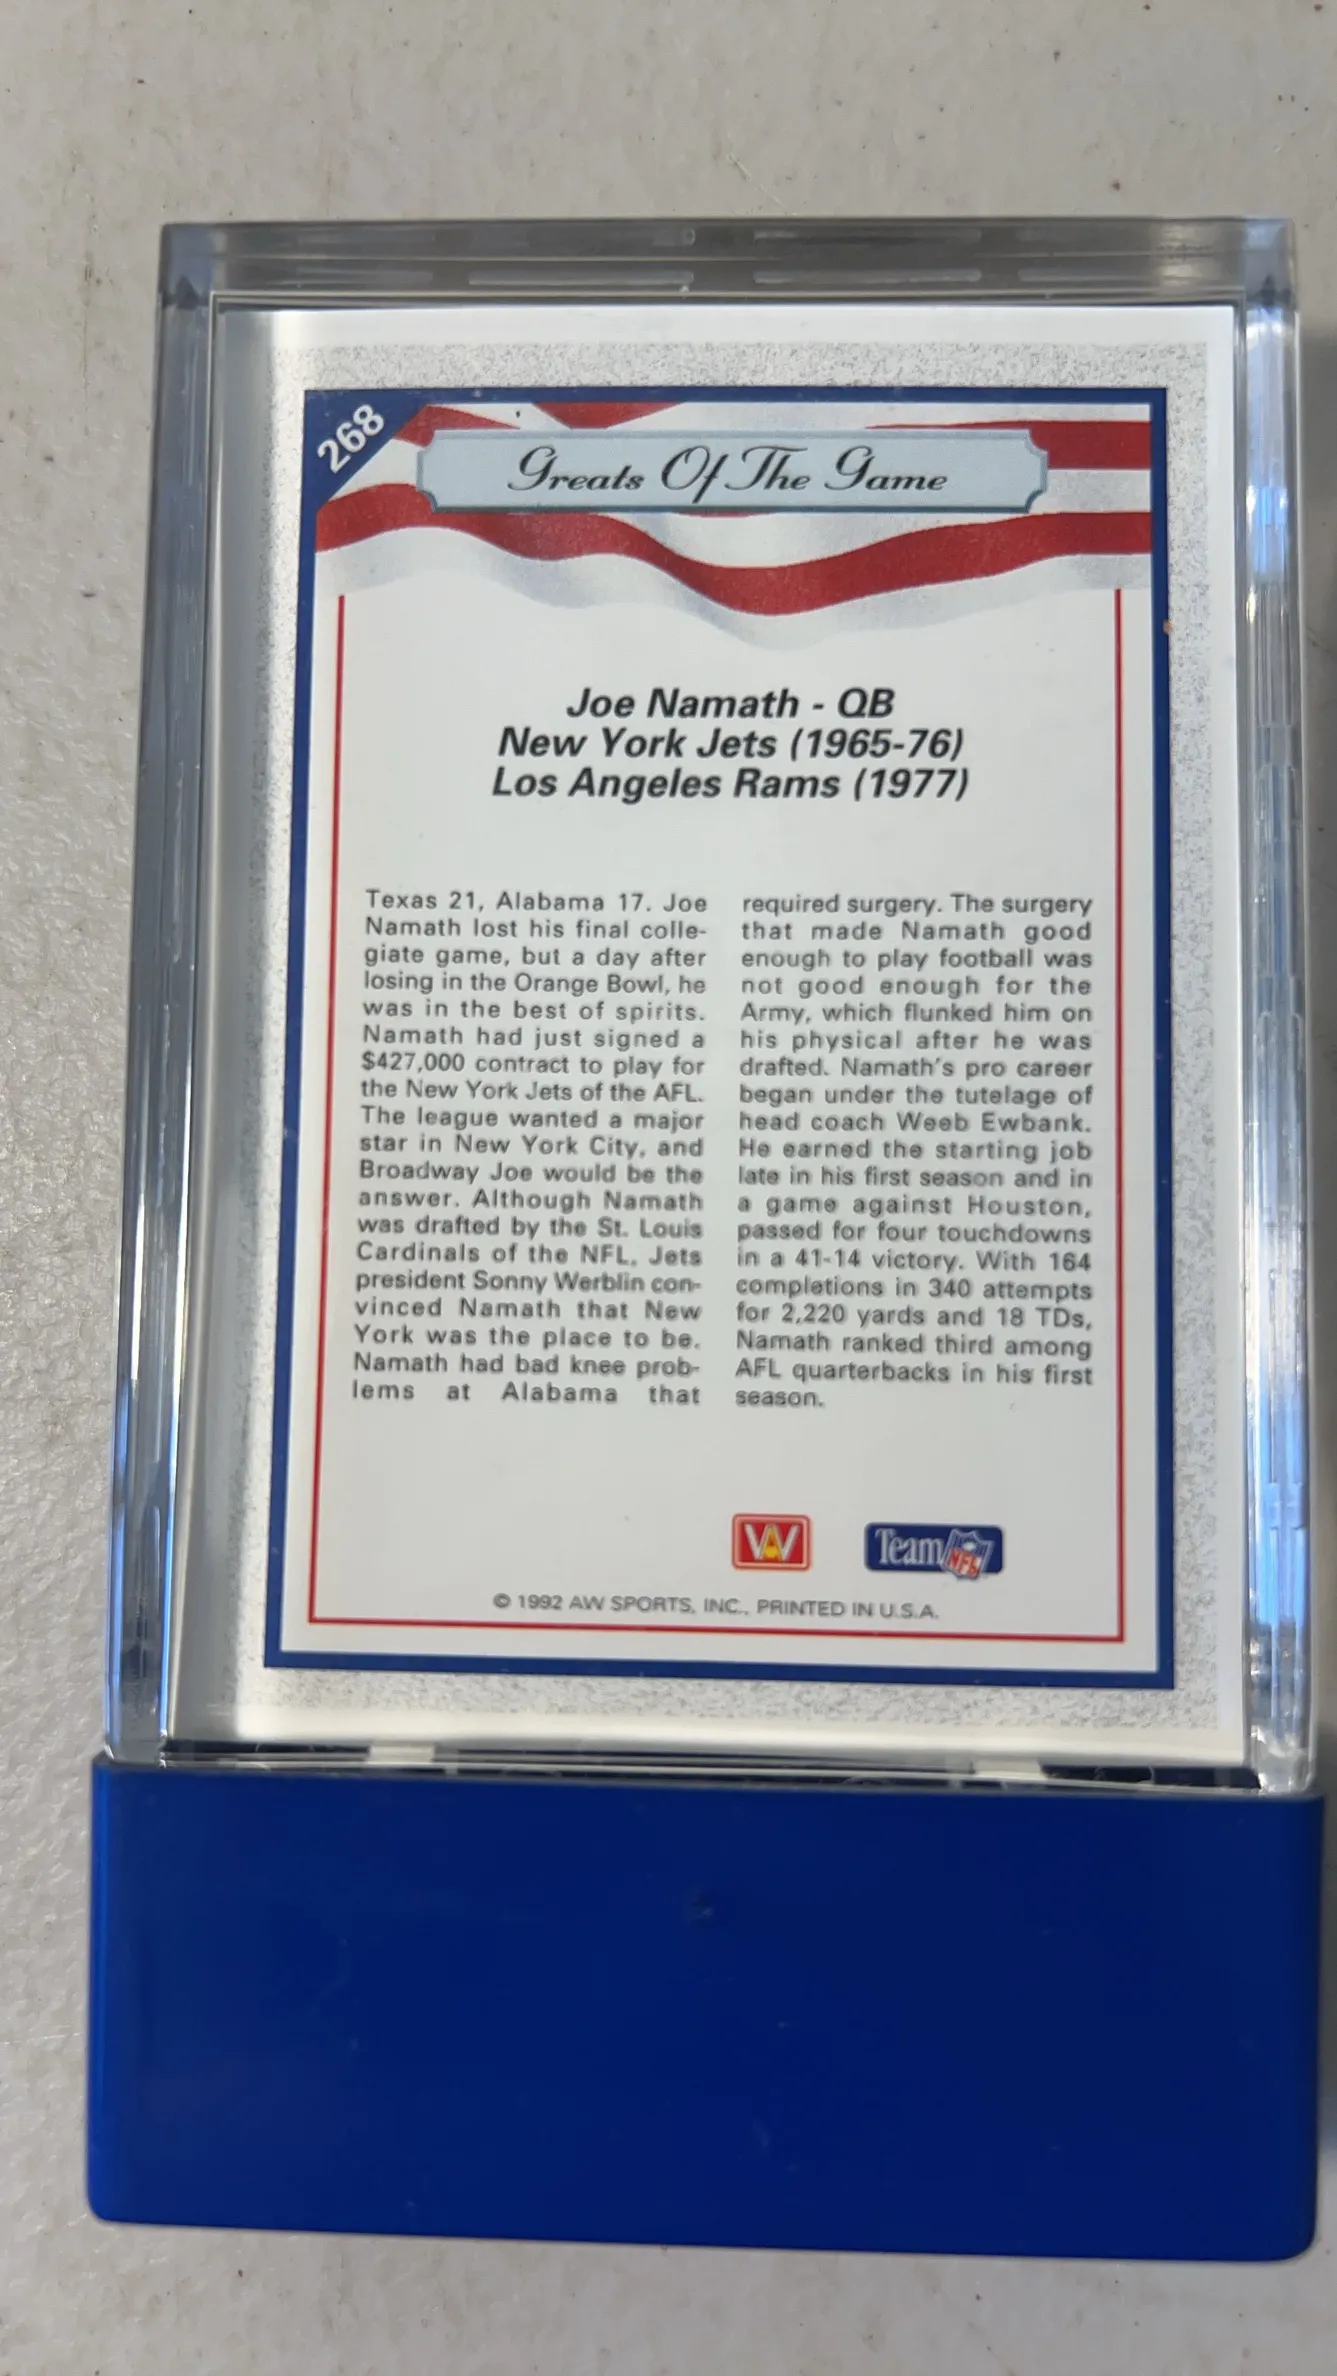 268
Greats Of The Game
Joe Namath - QB
New York Jets (1965-76)
Los Angeles Rams (1977)
Texas 21, Alabama 17. Joe
Namath lost his final colle-
giate game, but a day after
losing in the Orange Bowl, he
was in the best of spirits.
Namath had just signed a
$427,000 contract to play for
the New York Jets of the AFL.
The league wanted a major
star in New York City, and
Broadway Joe would be the
answer. Although Namath
was drafted by the St. Louis
Cardinals of the NFL, Jets
president Sonny Werblin con-
vinced Namath that New
York was the place to be.
Namath had bad knee prob-
lems at Alabama that
required surgery. The surgery
that made Namath good
enough to play football was
not good enough for the
Army, which flunked him on
his physical after he was
drafted. Namath's pro career
began under the tutelage of
head coach Weeb Ewbank.
He earned the starting job
late in his first season and in
a game against Houston,
passed for four touchdowns
in a 41-14 victory. With 164
completions in 340 attempts
for 2,220 yards and 18 TDs,
Namath ranked third among
AFL quarterbacks in his first
season.
AW
Team NFL
© 1992 AW SPORTS, INC., PRINTED IN U.S.A.